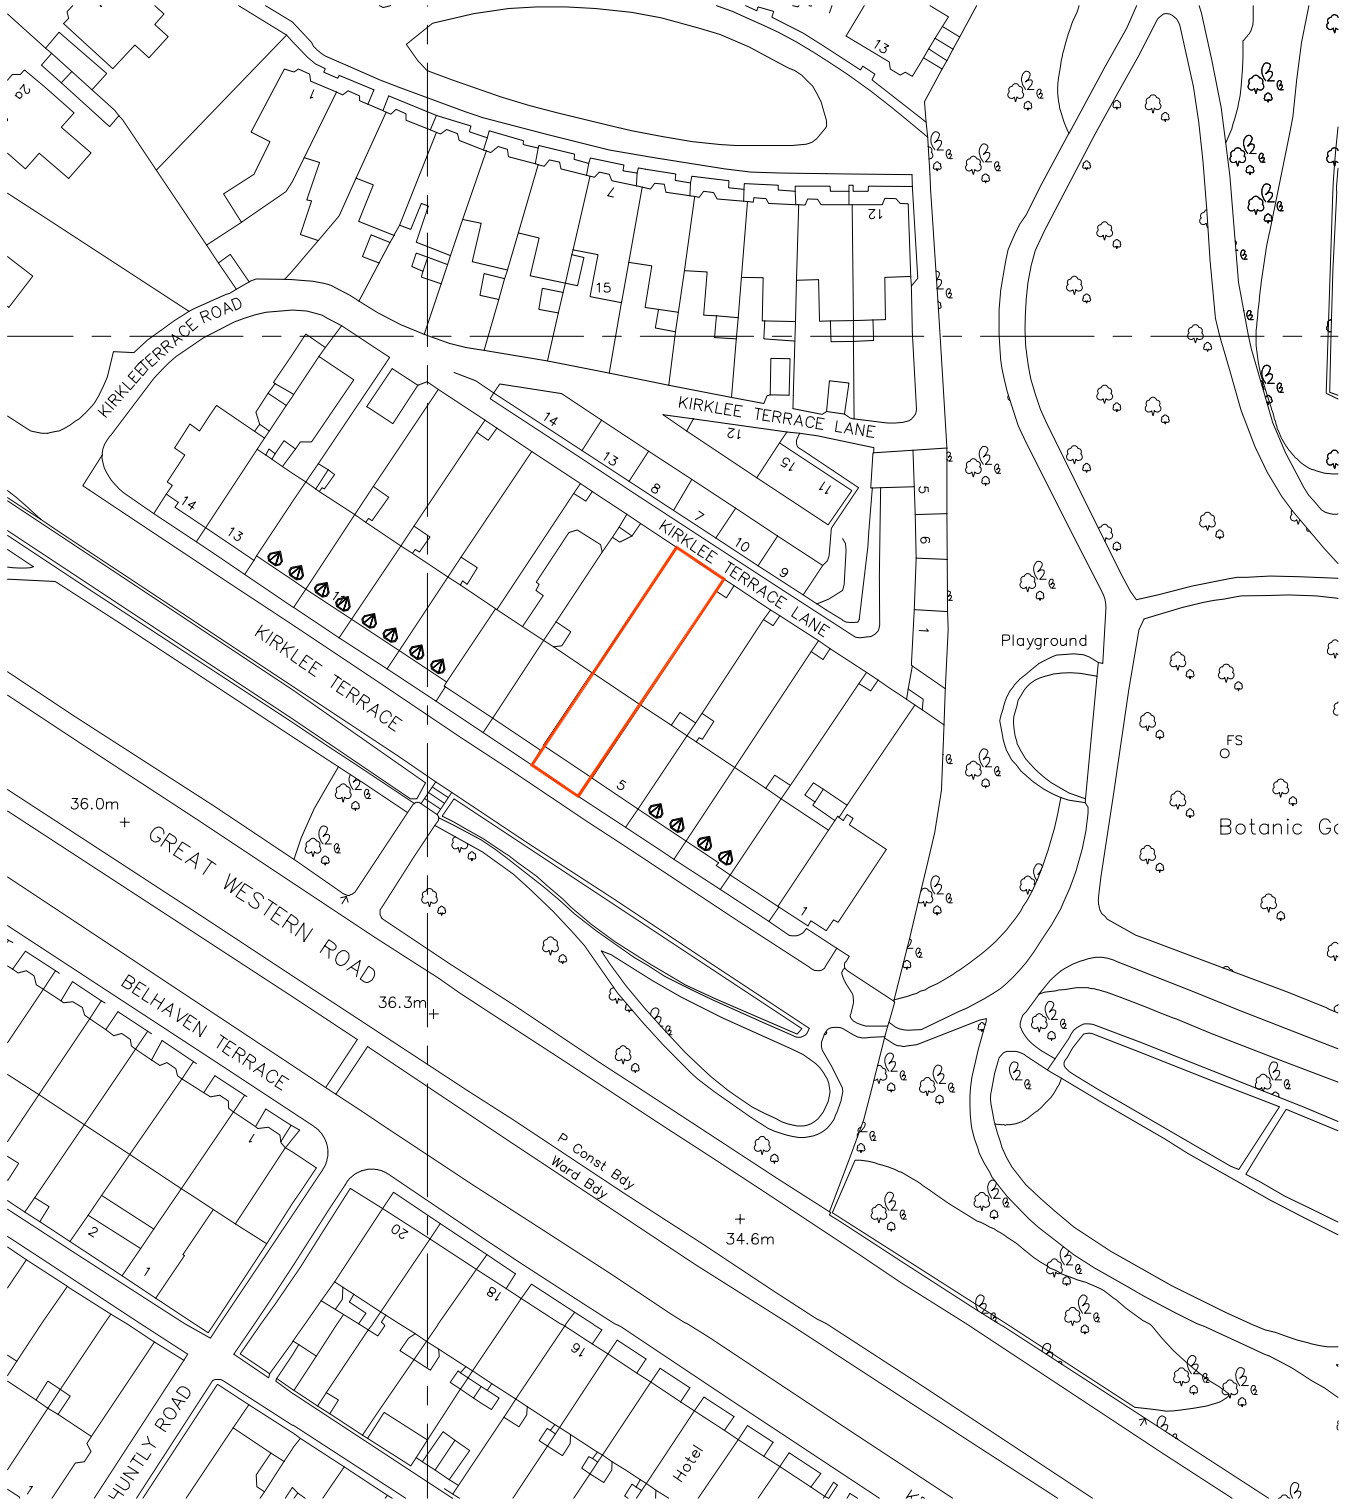 13
2a
1
7
12
15
KIRKLEE TERRACE ROAD
KIRKLEE TERRACE LANE
14
13
8
7
10
9
12
15
11
5
6
1
KIRKLEE TERRACE LANE
14
13
KIRKLEE TERRACE
5
1
Playground
FS
Botanic
36.0m
GREAT WESTERN ROAD
36.3m
BELHAVEN TERRACE
P Const Bdy
Ward Bdy
34.6m
1
2
1
20
18
16
Hotel
HUNTLY ROAD
1